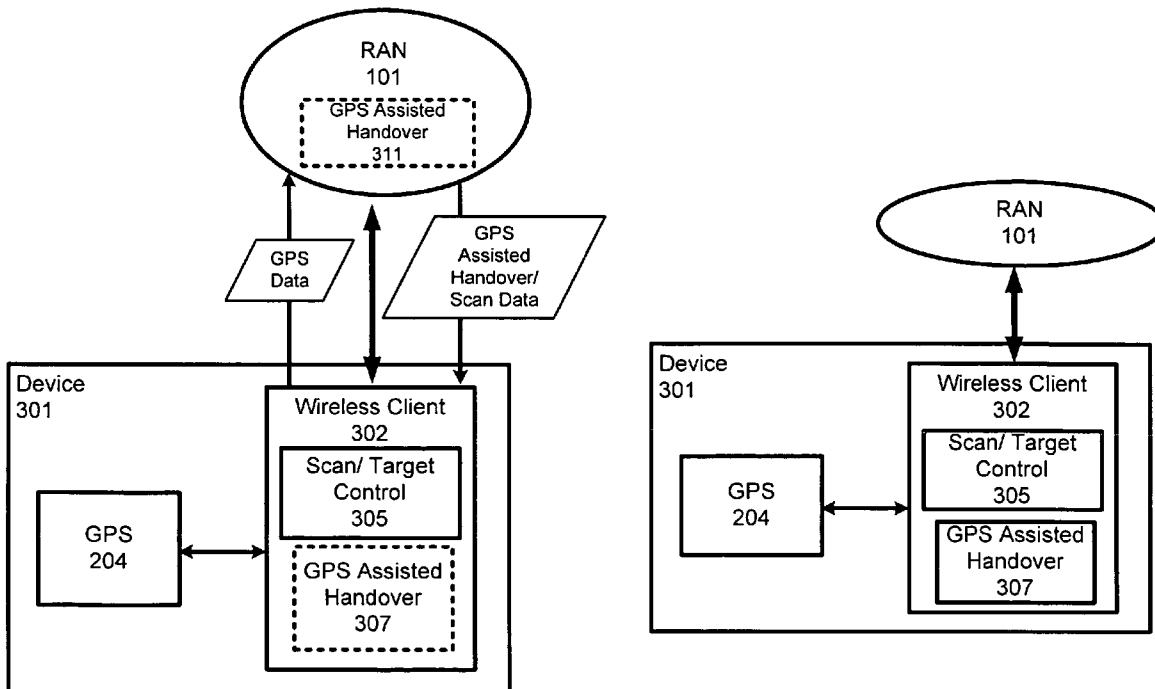 RAN
101
GPS Assisted
Handover
311
GPS
Data
GPS
Assisted
Handover/
Scan Data
Device
301
Wireless Client
302
Scan/ Target
Control
305
GPS
204
GPS Assisted
Handover
307
RAN
101
Device
301
Wireless Client
302
Scan/ Target
Control
305
GPS
204
GPS Assisted
Handover
307